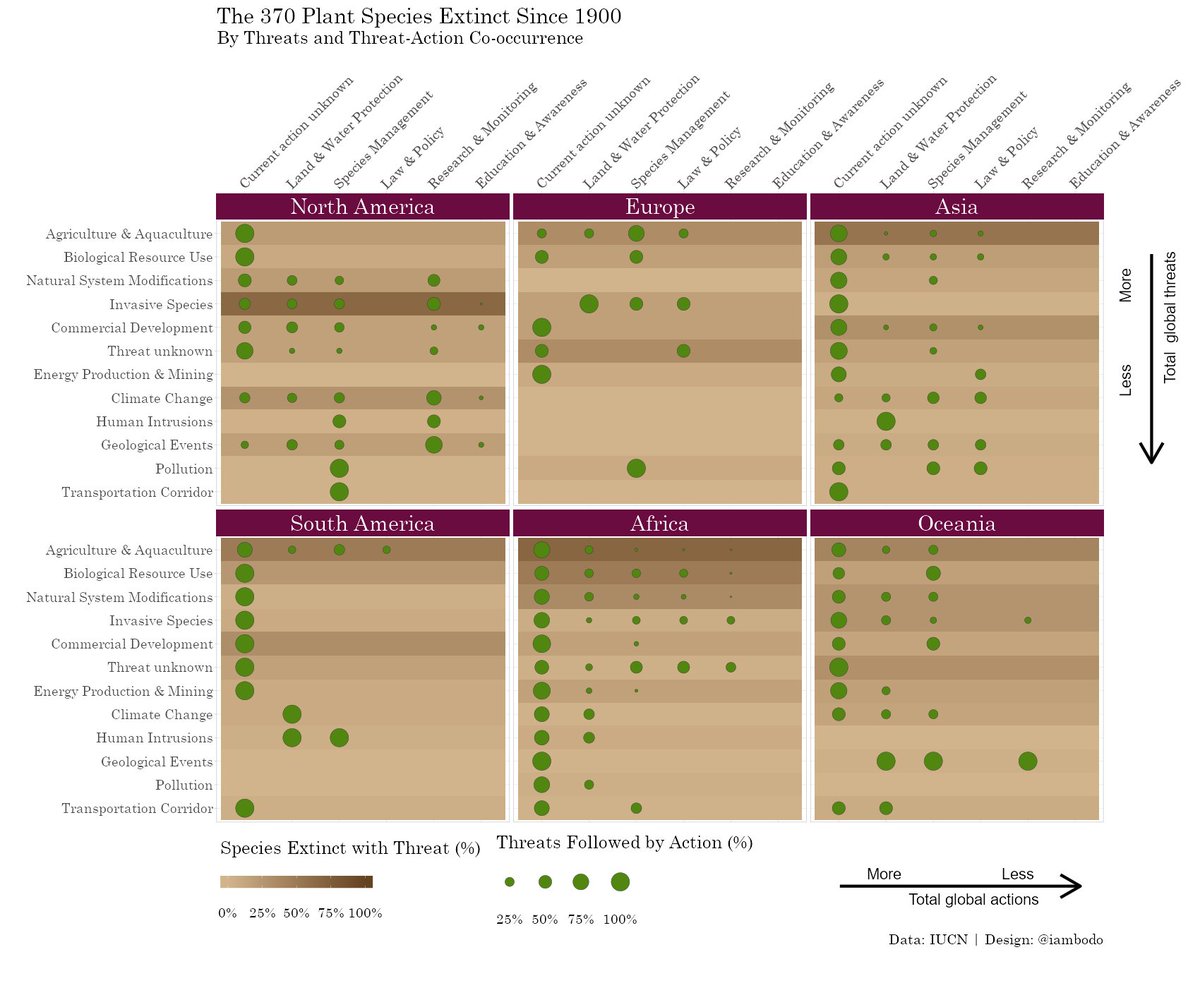 The 370 Plant Species Extinct Since 1900
By Threats and Threat-Action Co-occurrence
Current action unknown
Land & Water Protection
Species Management
Law & Policy
Research & Monitoring
Education & Awareness
Current action unknown
Land & Water Protection
Species Management
Law & Policy
Research & Monitoring
Education & Awareness
Current action unknown
Land & Water Protection
Species Management
Law & Policy
Research & Monitoring
Education & Awareness
North America
Europe
Asia
Agriculture & Aquaculture
Biological Resource Use
Natural System Modifications
Invasive Species
Commercial Development
Threat unknown
Energy Production & Mining
Climate Change
Human Intrusions
Geological Events
Pollution
Transportation Corridor
More
Less
Total global threats
South America
Africa
Oceania
Agriculture & Aquaculture
Biological Resource Use
Natural System Modifications
Invasive Species
Commercial Development
Threat unknown
Energy Production & Mining
Climate Change
Human Intrusions
Geological Events
Pollution
Transportation Corridor
Species Extinct with Threat (%)
0% 25% 50% 75% 100%
Threats Followed by Action (%)
25% 50% 75% 100%
More Less
Total global actions
Data: IUCN | Design: @iambodo